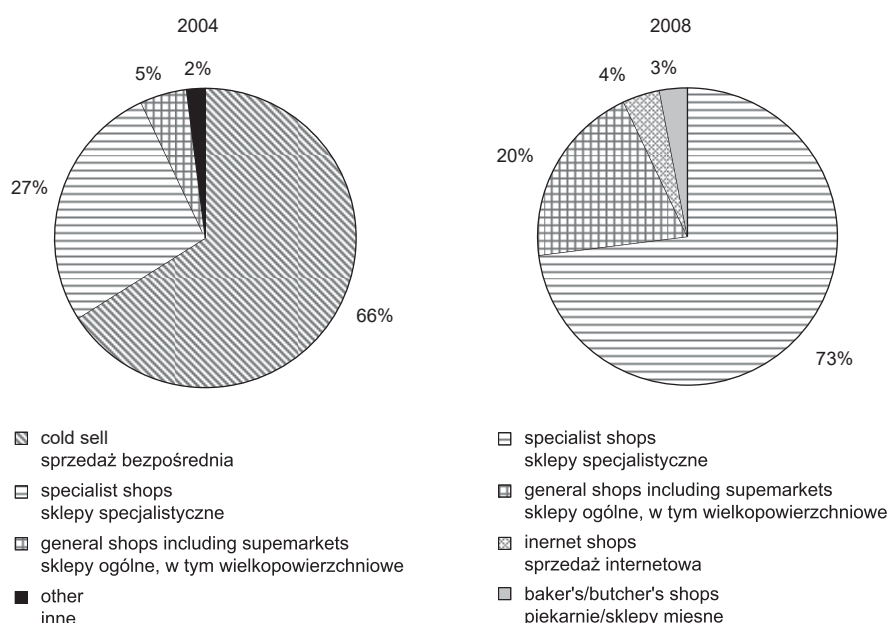 2004
2008
5%
2%
27%
66%
4%
3%
20%
73%
cold sell
sprzedaż bezpośrednia
specialist shops
sklepy specjalistyczne
general shops including supemarkets
sklepy ogólne, w tym wielkopowierzchniowe
other
inne
specialist shops
sklepy specjalistyczne
general shops including supemarkets
sklepy ogólne, w tym wielkopowierzchniowe
inernet shops
sprzedaż internetowa
baker's/butcher's shops
piekarnie/sklepy mięsne